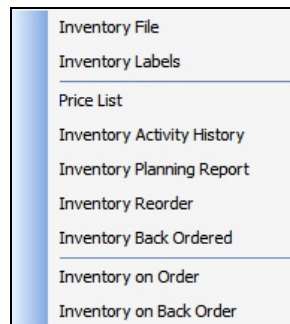 Inventory File
Inventory Labels
Price List
Inventory Activity History
Inventory Planning Report
Inventory Reorder
Inventory Back Ordered
Inventory on Order
Inventory on Back Order